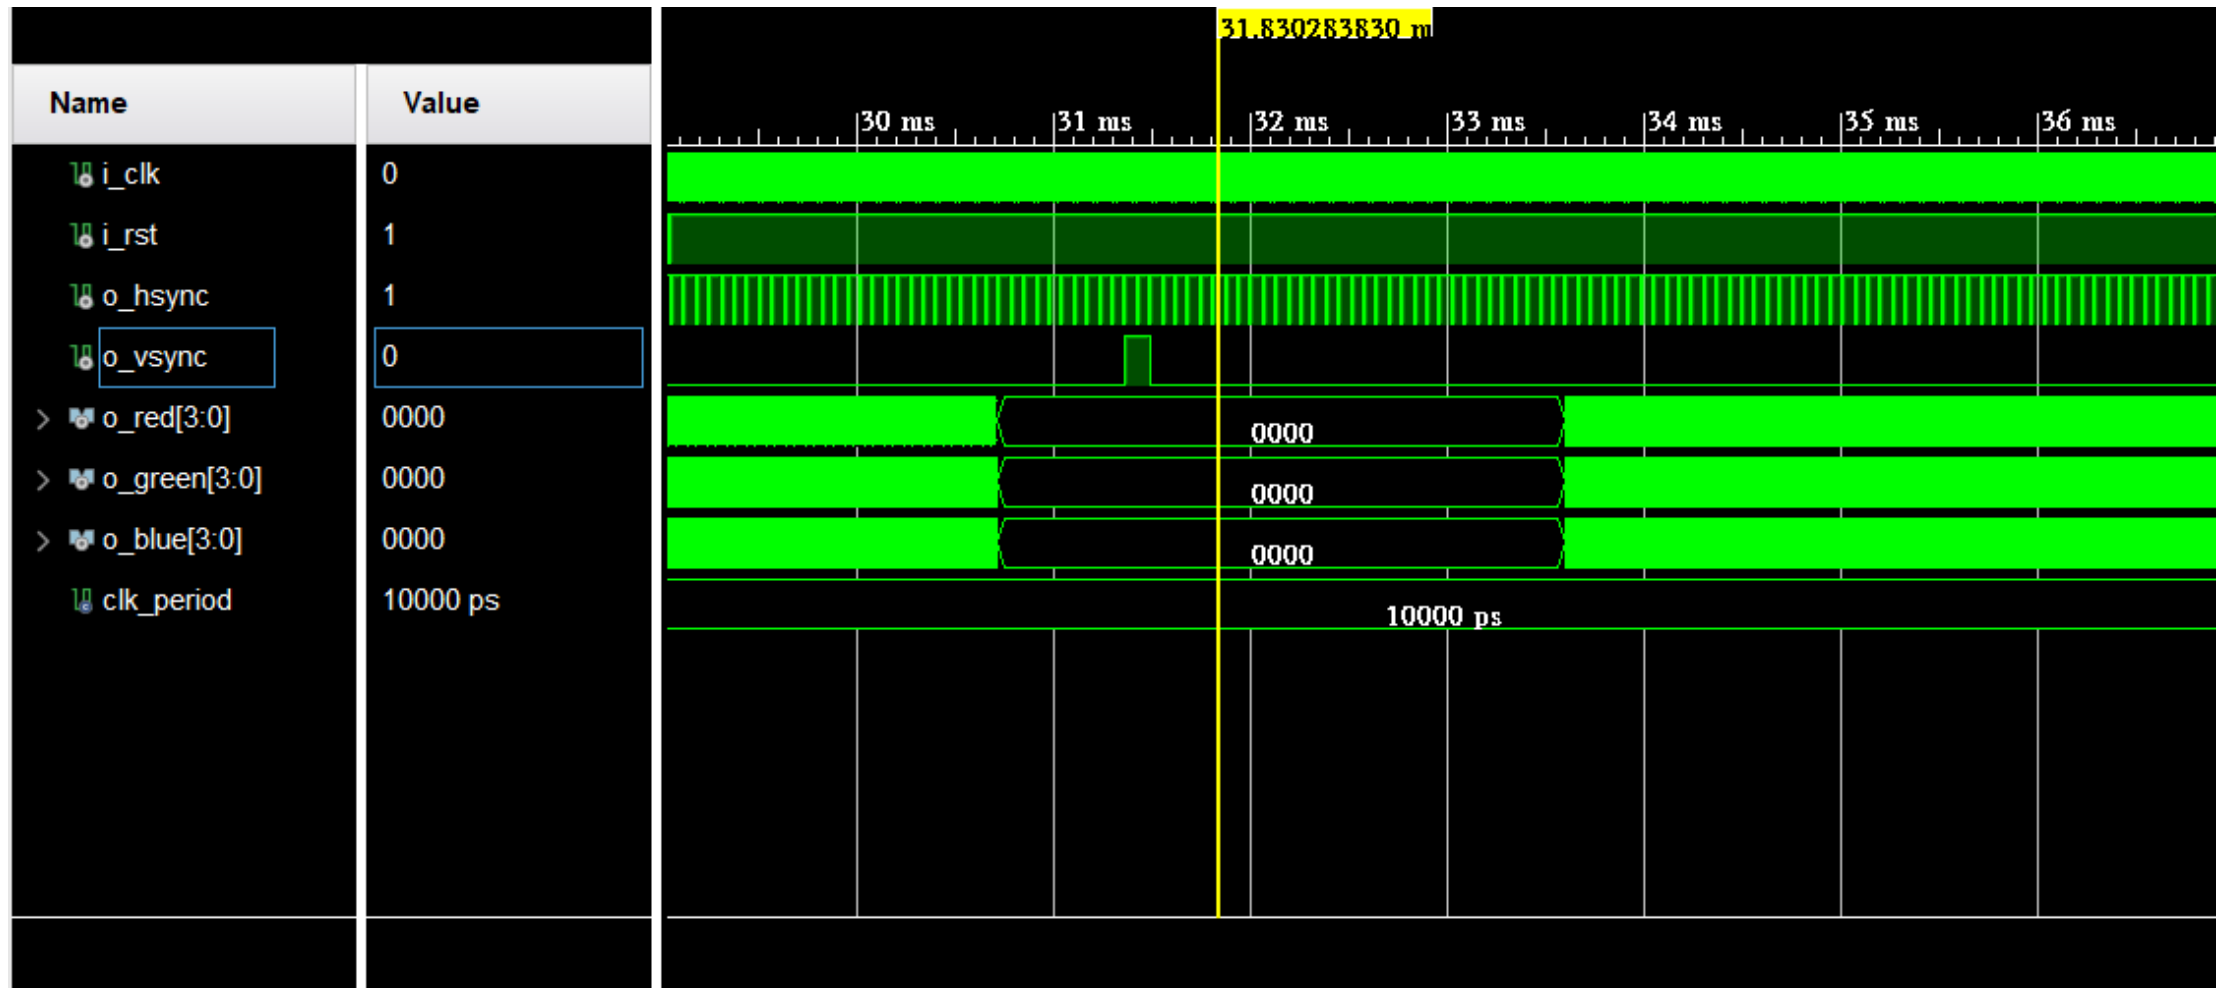 31.830283830 m
Name Value
30 ms 31 ms 32 ms 33 ms 34 ms 35 ms 36 ms
i_clk 0
i_rst 1
o_hsync 1
o_vsync 0
o_red[3:0] 0000 0000
o_green[3:0] 0000 0000
o_blue[3:0] 0000 0000
clk_period 10000 ps 10000 ps